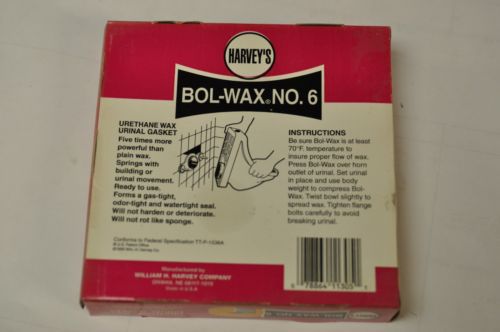 HARVEY'S
BOL-WAX® NO. 6
URETHANE WAX
URINAL GASKET
Five times more
powerful than
plain wax.
Springs with
building or
urinal movement.
Ready to use.
Forms a gas-tight,
odor-tight and watertight seal.
Will not harden or deteriorate.
Will not rot like sponge.
Conforms to Federal Specification TT-P-1536A
INSTRUCTIONS
Be sure Bol-Wax is at least
70°F. temperature to
insure proper flow of wax.
Press Bol-Wax over horn
outlet of urinal. Set urinal
in place and use body
weight to compress Bol-
Wax. Twist bowl slightly to
spread wax. Tighten flange
bolts carefully to avoid
breaking urinal.
Manufactured by
WILLIAM H. HARVEY COMPANY
OMAHA, NE
Made in U.S.A.
0 78864 11305